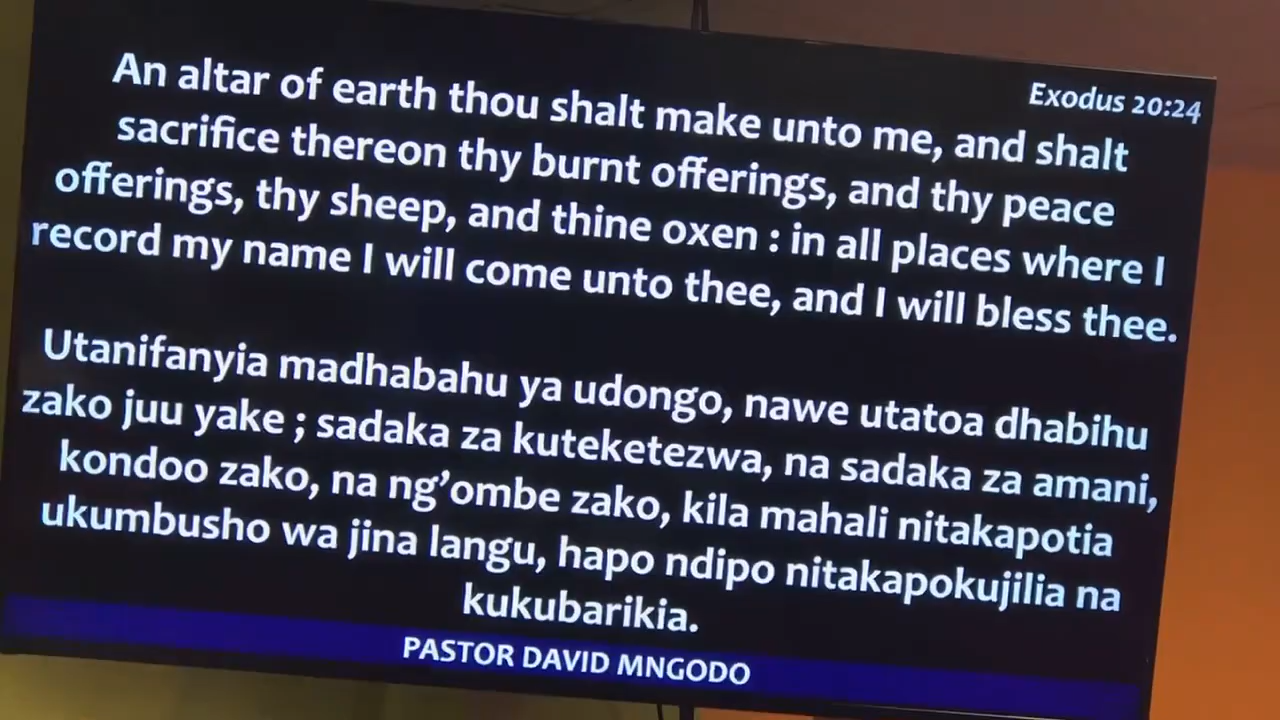 Exodus 20:24
An altar of earth thou shalt make unto me, and shalt
sacrifice thereon thy burnt offerings, and thy peace
offerings, thy sheep, and thine oxen : in all places where I
record my name I will come unto thee, and I will bless thee.
Utanifanyia madhabahu ya udongo, nawe utatoa dhabihu
zako juu yake ; sadaka za kuteketezwa, na sadaka za amani,
kondoo zako, na ng’ombe zako, kila mahali nitakapotia
ukumbusho wa jina langu, hapo ndipo nitakapokujilia na
kukubarikia.
PASTOR DAVID MNGODO